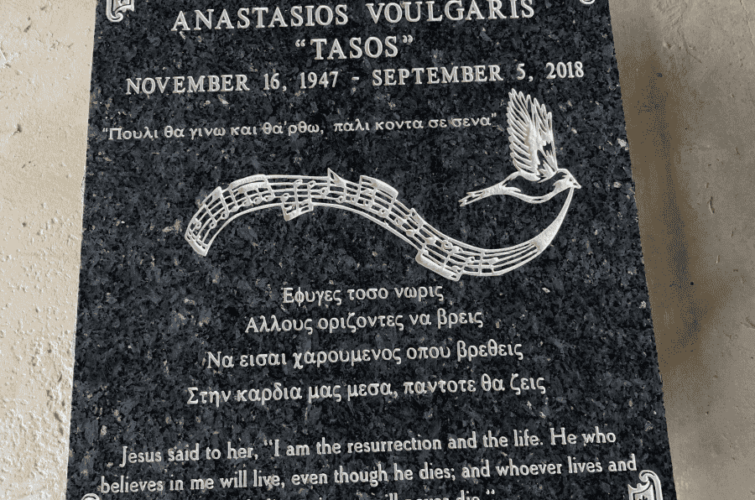 ANASTASIOS VOULGARIS
“TASOS”
NOVEMBER 16, 1947 - SEPTEMBER 5, 2018
“Πουλι θα γινω και θα’ρθω, παλι κοντα σε σενα”
Εφυγες τοσο νωρις
Αλλους οριζοντες να βρεις
Να εισαι χαρουμενος οπου βρεθεις
Στην καρδια μας μεσα, παντοτε θα ζεις
Jesus said to her, “I am the resurrection and the life. He who
believes in me will live, even though he dies; and whoever lives and
will never die.”